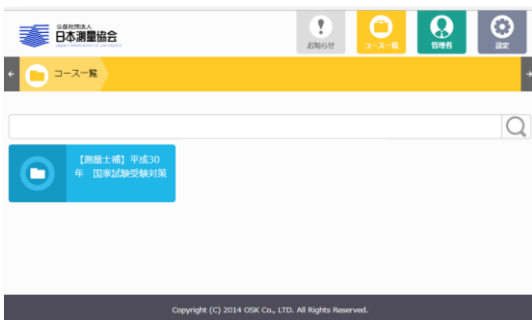 公益社団法人
日本測量協会
お知らせ
コース一覧
管理者
設定
コース一覧
【測量士補】平成30
年 国家試験受験対策
Copyright (C) 2014 OSK Co., LTD. All Rights Reserved.